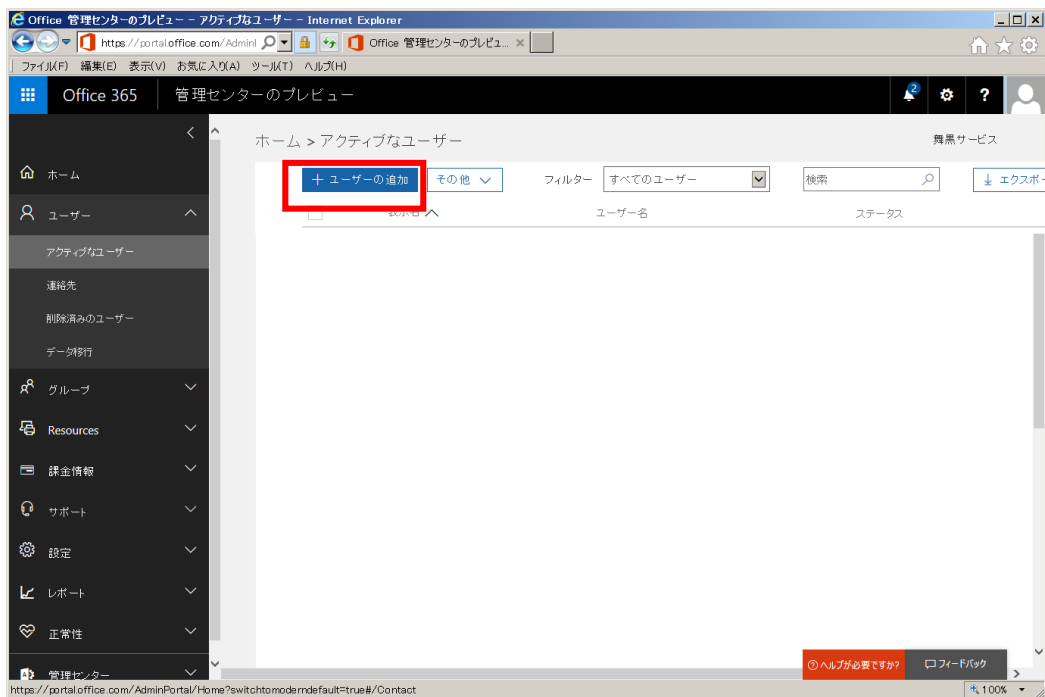 Office 管理センターのプレビュー - アクティブなユーザー - Internet Explorer
https://portal.office.com/Admin
Office 管理センターのプレビュ...
ファイル(F) 編集(E) 表示(V) お気に入り(A) ツール(T) ヘルプ(H)
Office 365 管理センターのプレビュー
2
?
ホーム > アクティブなユーザー
舞黒サービス
ホーム
+ ユーザーの追加
その他
フィルター
すべてのユーザー
検索
エクスポー
表示名
ユーザー名
ステータス
ユーザー
アクティブなユーザー
連絡先
削除済みのユーザー
データ移行
グループ
Resources
課金情報
サポート
設定
レポート
正常性
管理センター
ヘルプが必要ですか?
フィードバック
https://portal.office.com/AdminPortal/Home?switchtomoderndefault=true#/Contact
100%